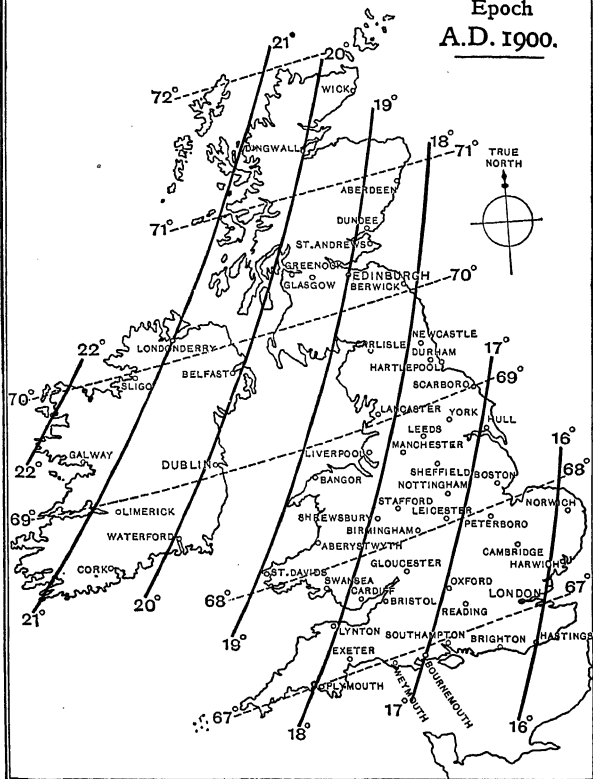 Epoch
A.D. 1900.
21°
20°
72°
WICK
19°
DINGWALL
18°
71°
TRUE
NORTH
ABERDEEN
71°
DUNDEE
ST. ANDREWS
GREENOCK
EDINBURGH
70°
GLASGOW
BERWICK
NEWCASTLE
LONDONDERRY
CARLISLE
DURHAM
22°
17°
BELFAST
HARTLEPOOL
69°
SLIGO
SCARBORO
70°
LANCASTER
YORK
HULL
LEEDS
16°
GALWAY
LIVERPOOL
MANCHESTER
22°
DUBLIN
SHEFFIELD
68°
BANGOR
BOSTON
NOTTINGHAM
STAFFORD
NORWICH
69°
LIMERICK
SHREWSBURY
LEICESTER
PETERBORO
BIRMINGHAM
WATERFORD
ABERYSTWYTH
CAMBRIDGE
GLOUCESTER
HARWICH
CORK
ST. DAVIDS
SWANSEA
OXFORD
67°
20°
68°
CARDIFF
LONDON
BRISTOL
READING
21°
LYNTON
SOUTHAMPTON
BRIGHTON
HASTINGS
19°
EXETER
PLYMOUTH
WEYMOUTH
BOURNEMOUTH
67°
17°
16°
18°